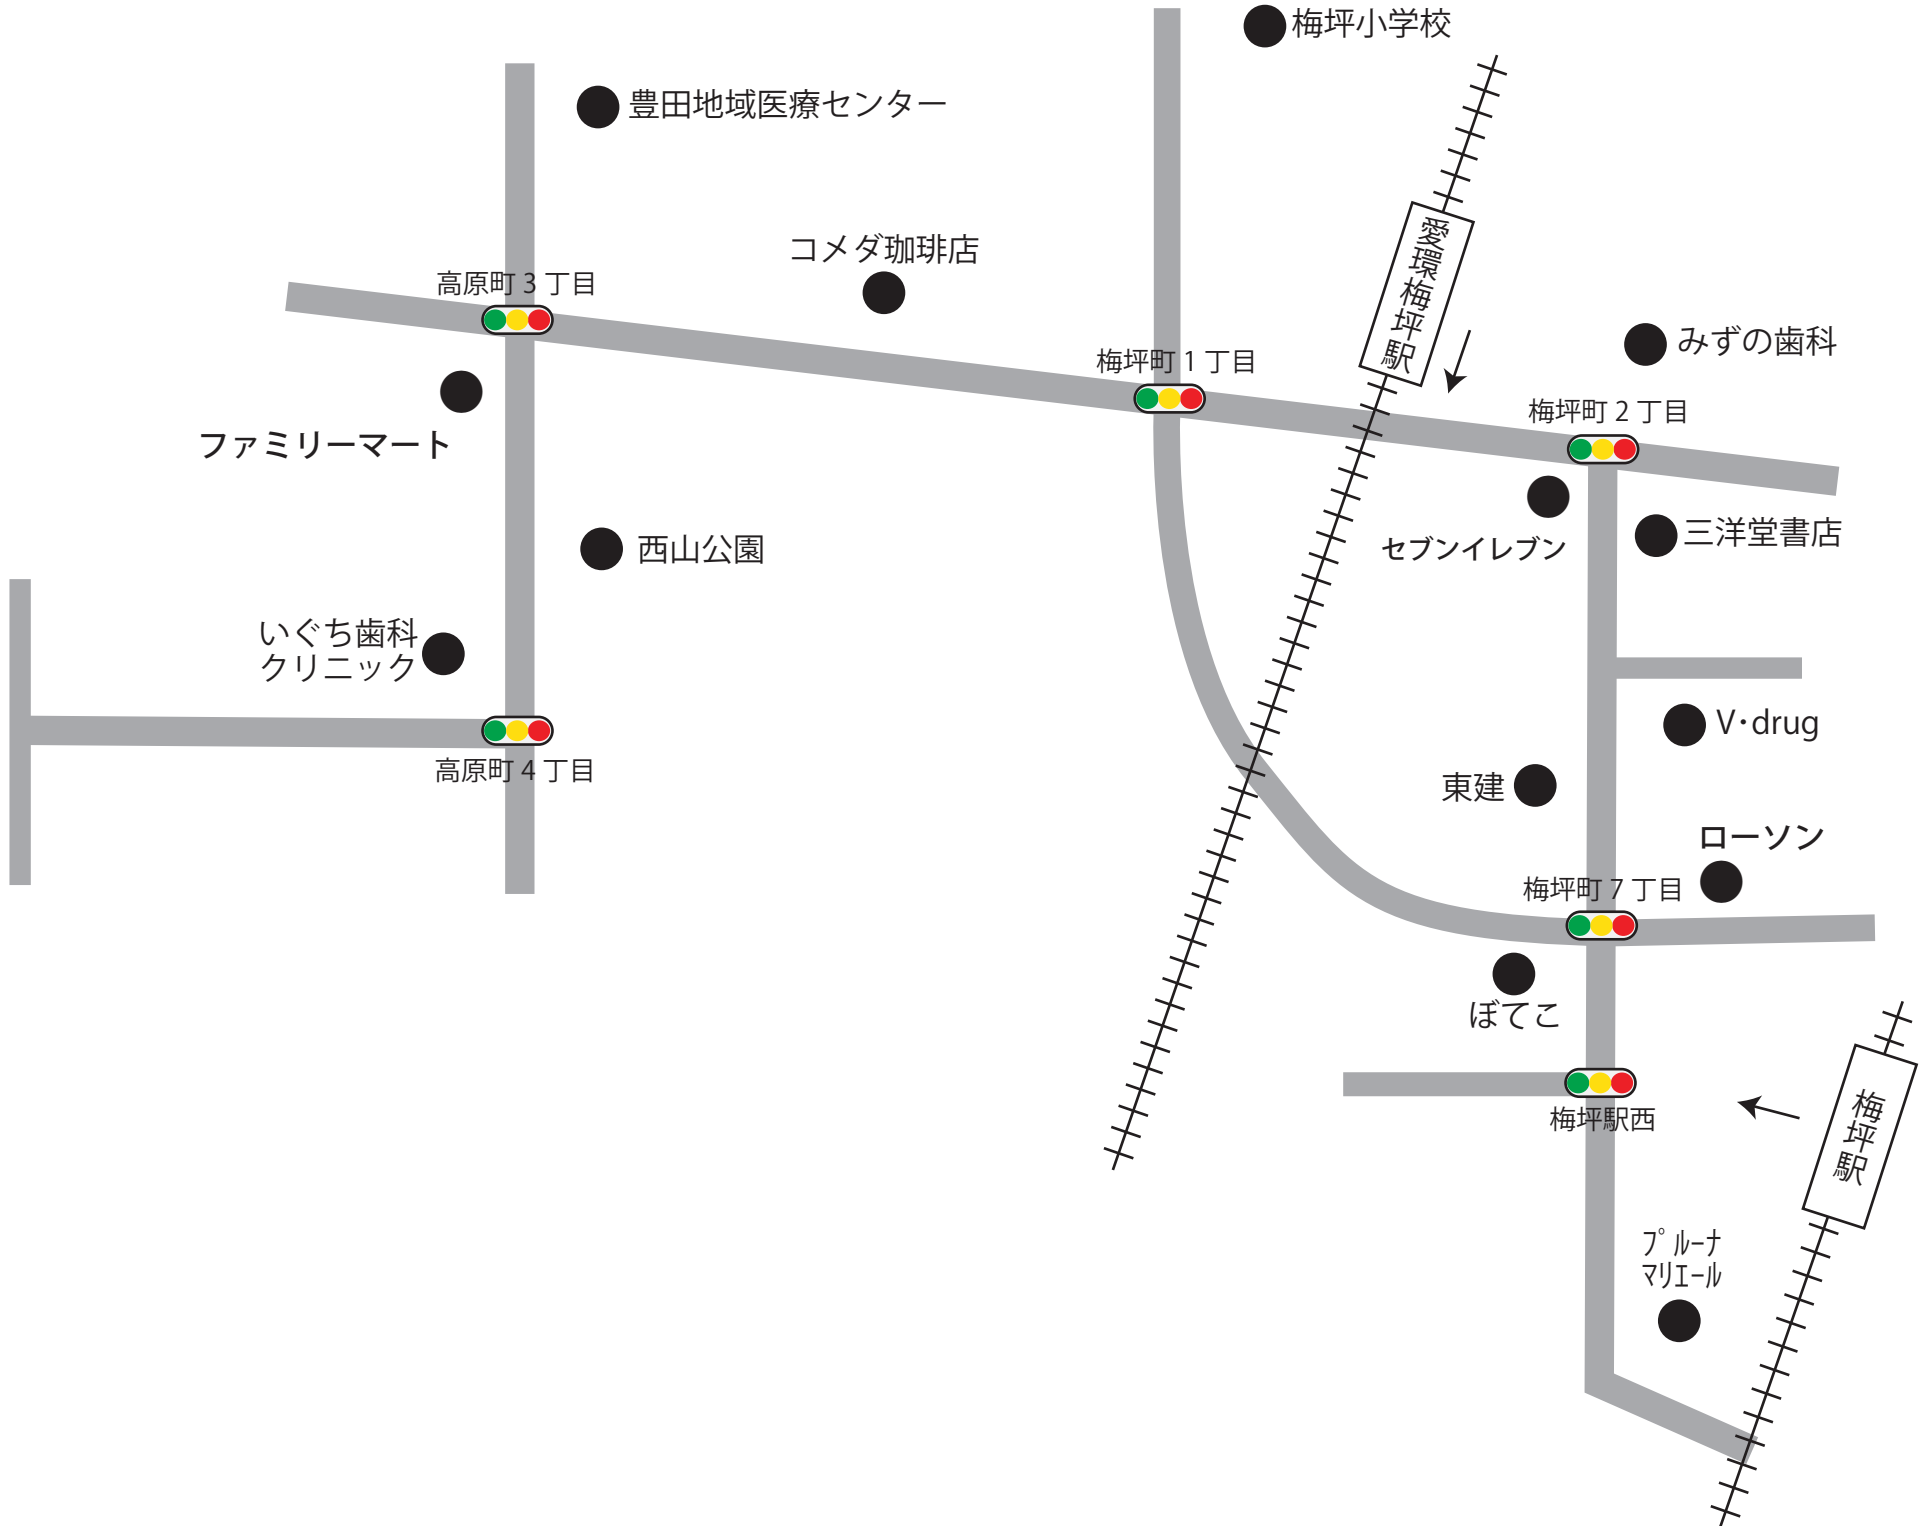 梅坪小学校
豊田地域医療センター
コメダ珈琲店
高原町 3 丁目
愛環梅坪駅
みずの歯科
梅坪町 1 丁目
梅坪町 2 丁目
ファミリーマート
三洋堂書店
セブンイレブン
西山公園
いぐち歯科
クリニック
V・drug
高原町 4 丁目
東建
ローソン
梅坪町 7 丁目
ぼてこ
梅坪駅西
梅坪駅
ﾌﾟﾙｰﾅ
ﾏﾘｴｰﾙ